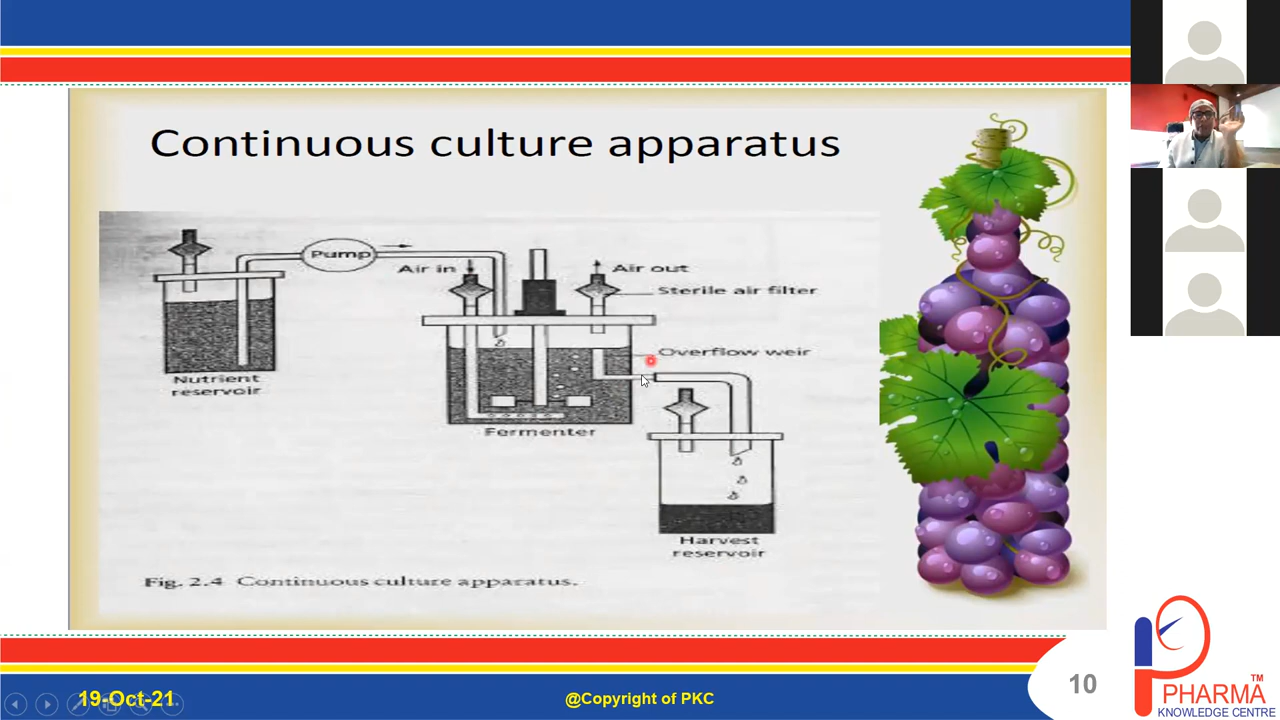 Continuous culture apparatus
Pump
Air in
Air out
Sterile air filter
Overflow weir
Nutrient
reservoir
Fermenter
Harvest
reservoir
Fig. 2.4 Continuous culture apparatus.
19-Oct-21
@Copyright of PKC
10
PHARMA TM
KNOWLEDGE CENTRE